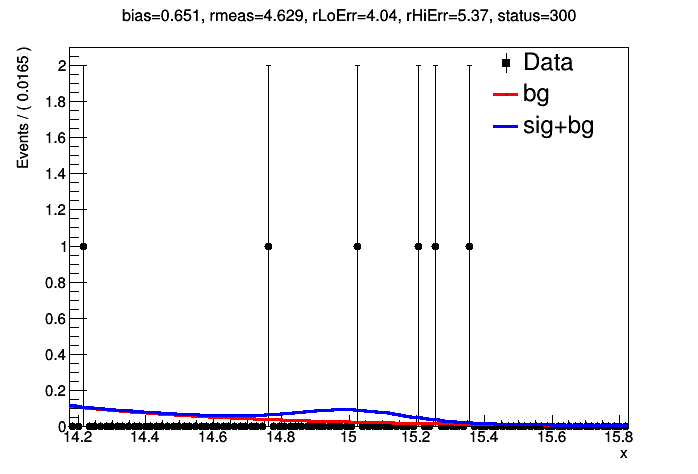 bias=0.651, rmeas=4.629, rLoErr=4.04, rHiErr=5.37, status=300
Events / ( 0.0165 )
2
1.8
1.6
1.4
1.2
1
0.8
0.6
0.4
0.2
0
Data
bg
sig+bg
14.2 14.4 14.6 14.8 15 15.2 15.4 15.6 15.8
x